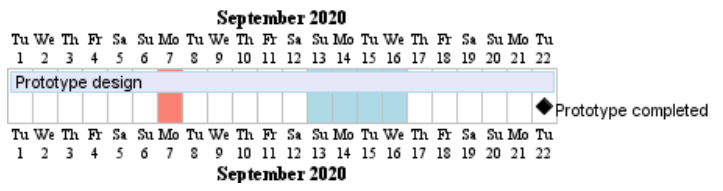 September 2020
Tu We Th Fr Sa Su Mo Tu We Th Fr Sa Su Mo Tu We Th Fr Sa Su Mo Tu
1 2 3 4 5 6 7 8 9 10 11 12 13 14 15 16 17 18 19 20 21 22
Prototype design
Prototype completed
Tu We Th Fr Sa Su Mo Tu We Th Fr Sa Su Mo Tu We Th Fr Sa Su Mo Tu
1 2 3 4 5 6 7 8 9 10 11 12 13 14 15 16 17 18 19 20 21 22
September 2020